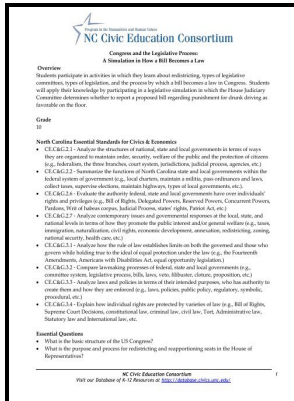 Program in the Humanities and Human Values
NC Civic Education Consortium
Congress and the Legislative Process:
A Simulation in How a Bill Becomes a Law
Overview
Students participate in activities in which they learn about redistricting, types of legislative
committees, types of legislation, and the process by which a bill becomes a law in Congress. Students
will apply their knowledge by participating in a legislative simulation in which the House Judiciary
Committee determines whether to report a proposed bill regarding punishment for drunk driving as
favorable on the floor.
Grade
10
North Carolina Essential Standards for Civics & Economics
• CE.C&G.2.1 - Analyze the structures of national, state and local governments in terms of ways
they are organized to maintain order, security, welfare of the public and the protection of citizens
(e.g., federalism, the three branches, court system, jurisdictions, judicial process, agencies, etc.)
• CE.C&G.2.2 - Summarize the functions of North Carolina state and local governments within the
federal system of government (e.g., local charters, maintain a militia, pass ordinances and laws,
collect taxes, supervise elections, maintain highways, types of local governments, etc.).
• CE.C&G.2.6 - Evaluate the authority federal, state and local governments have over individuals'
rights and privileges (e.g., Bill of Rights, Delegated Powers, Reserved Powers, Concurrent Powers,
Pardons, Writ of habeas corpus, Judicial Process, states' rights, Patriot Act, etc.)
• CE.C&G.2.7 - Analyze contemporary issues and governmental responses at the local, state, and
national levels in terms of how they promote the public interest and/or general welfare (e.g., taxes,
immigration, naturalization, civil rights, economic development, annexation, redistricting, zoning,
national security, health care, etc).
• CE.C&G.3.1 - Analyze how the rule of law establishes limits on both the governed and those who
govern while holding true to the ideal of equal protection under the law (e.g., the Fourteenth
Amendments, Americans with Disabilities Act, equal opportunity legislation.)
• CE.C&G.3.2 - Compare lawmaking processes of federal, state and local governments (e.g.,
committee system, legislative process, bills, laws, veto, filibuster, cloture, proposition, etc.)
• CE.C&G.3.3 - Analyze laws and policies in terms of their intended purposes, who has authority to
create them and how they are enforced (e.g., laws, policies, public policy, regulatory, symbolic,
procedural, etc.)
• CE.C&G.3.4 - Explain how individual rights are protected by varieties of law (e.g., Bill of Rights,
Supreme Court Decisions, constitutional law, criminal law, civil law, Tort, Administrative law,
Statutory law and International law, etc.
Essential Questions
• What is the basic structure of the US Congress?
• What is the purpose and process for redistricting and reapportioning seats in the House of
Representatives?
NC Civic Education Consortium 1
Visit our Database of K-12 Resources at http://database.civics.unc.edu/